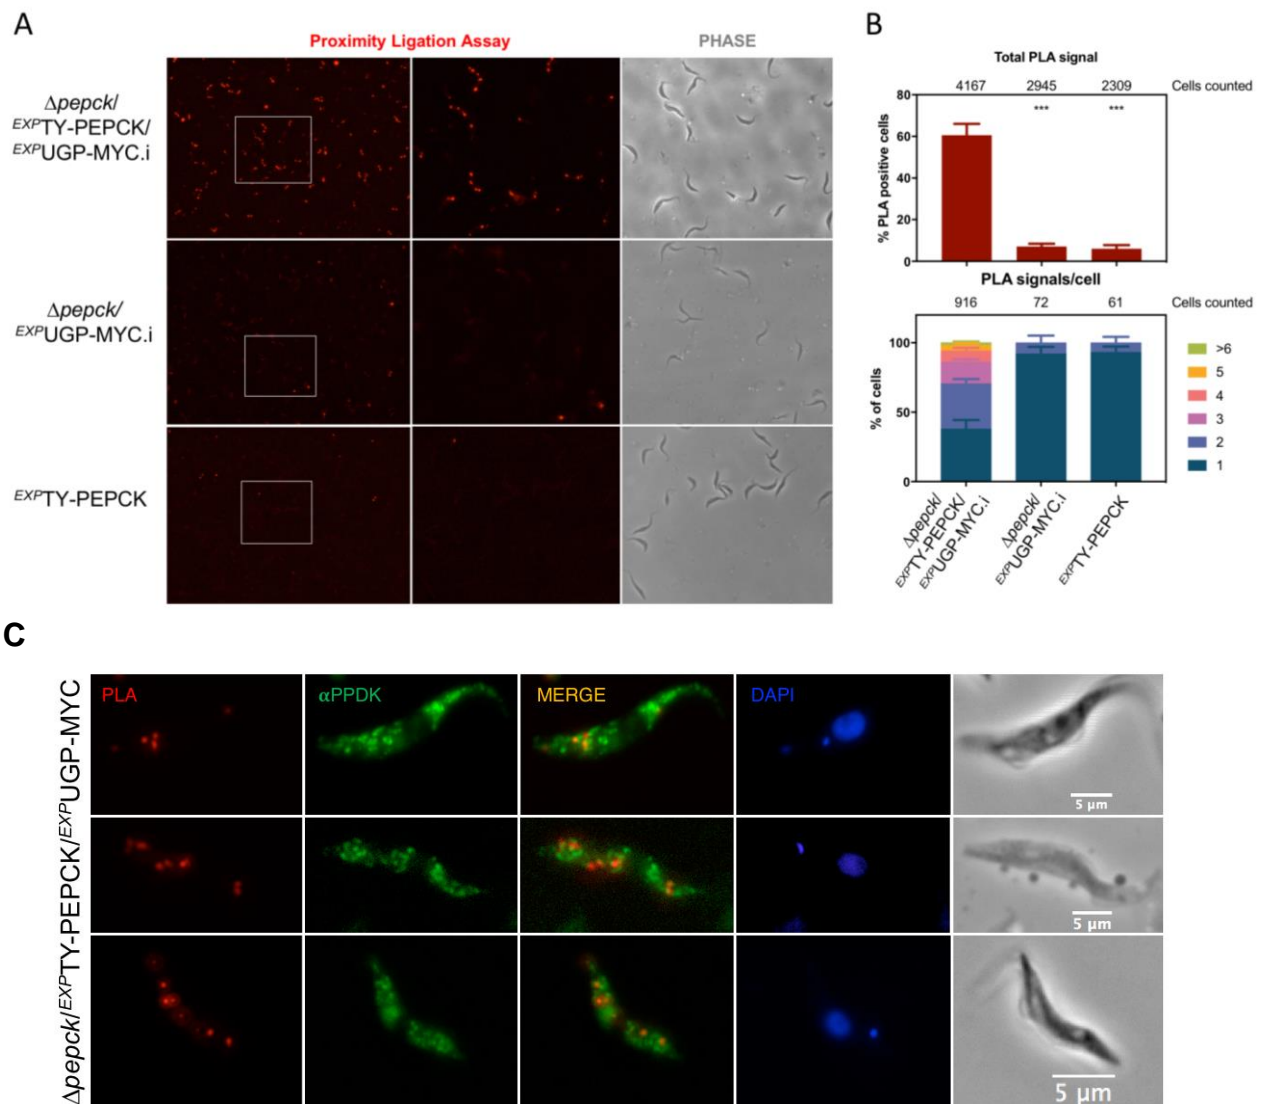 A
Proximity Ligation Assay
PHASE
Δpepck/
EXPTY-PEPCK/
EXPUGP-MYC.i
Δpepck/
EXPUGP-MYC.i
EXPTY-PEPCK
B
Total PLA signal
4167 2945 2309 Cells counted
*** ***
% PLA positive cells
80
60
40
20
0
PLA signals/cell
916 72 61 Cells counted
% of cells
100
50
0
>6
5
4
3
2
1
Δpepck/
EXPTY-PEPCK/
EXPUGP-MYC.i
Δpepck/
EXPUGP-MYC.i
EXPTY-PEPCK
C
Δpepck/EXPTY-PEPCK/EXPUGP-MYC
PLA
αPPDK
MERGE
DAPI
5 μm
5 μm
5 μm